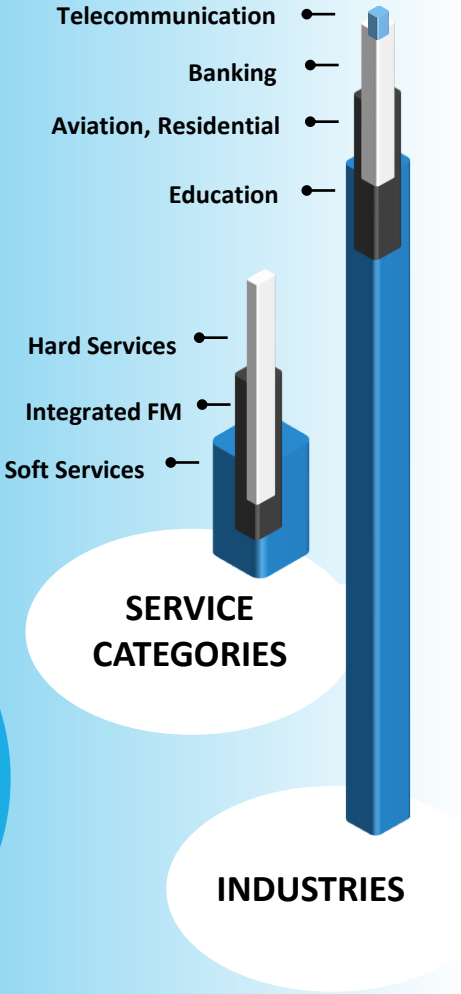 Telecommunication
Banking
Aviation, Residential
Education
Hard Services
Integrated FM
Soft Services
SERVICE
CATEGORIES
INDUSTRIES